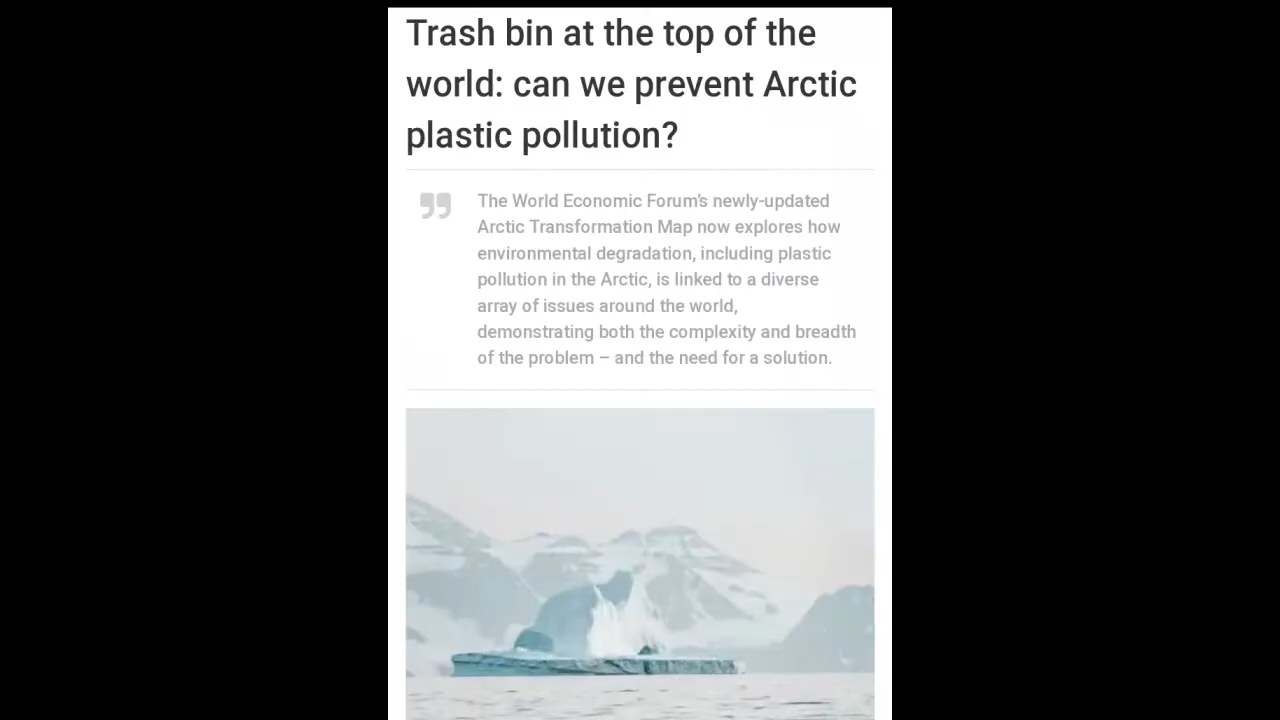 Trash bin at the top of the
world: can we prevent Arctic
plastic pollution?
The World Economic Forum's newly-updated
Arctic Transformation Map now explores how
environmental degradation, including plastic
pollution in the Arctic, is linked to a diverse
array of issues around the world,
demonstrating both the complexity and breadth
of the problem – and the need for a solution.